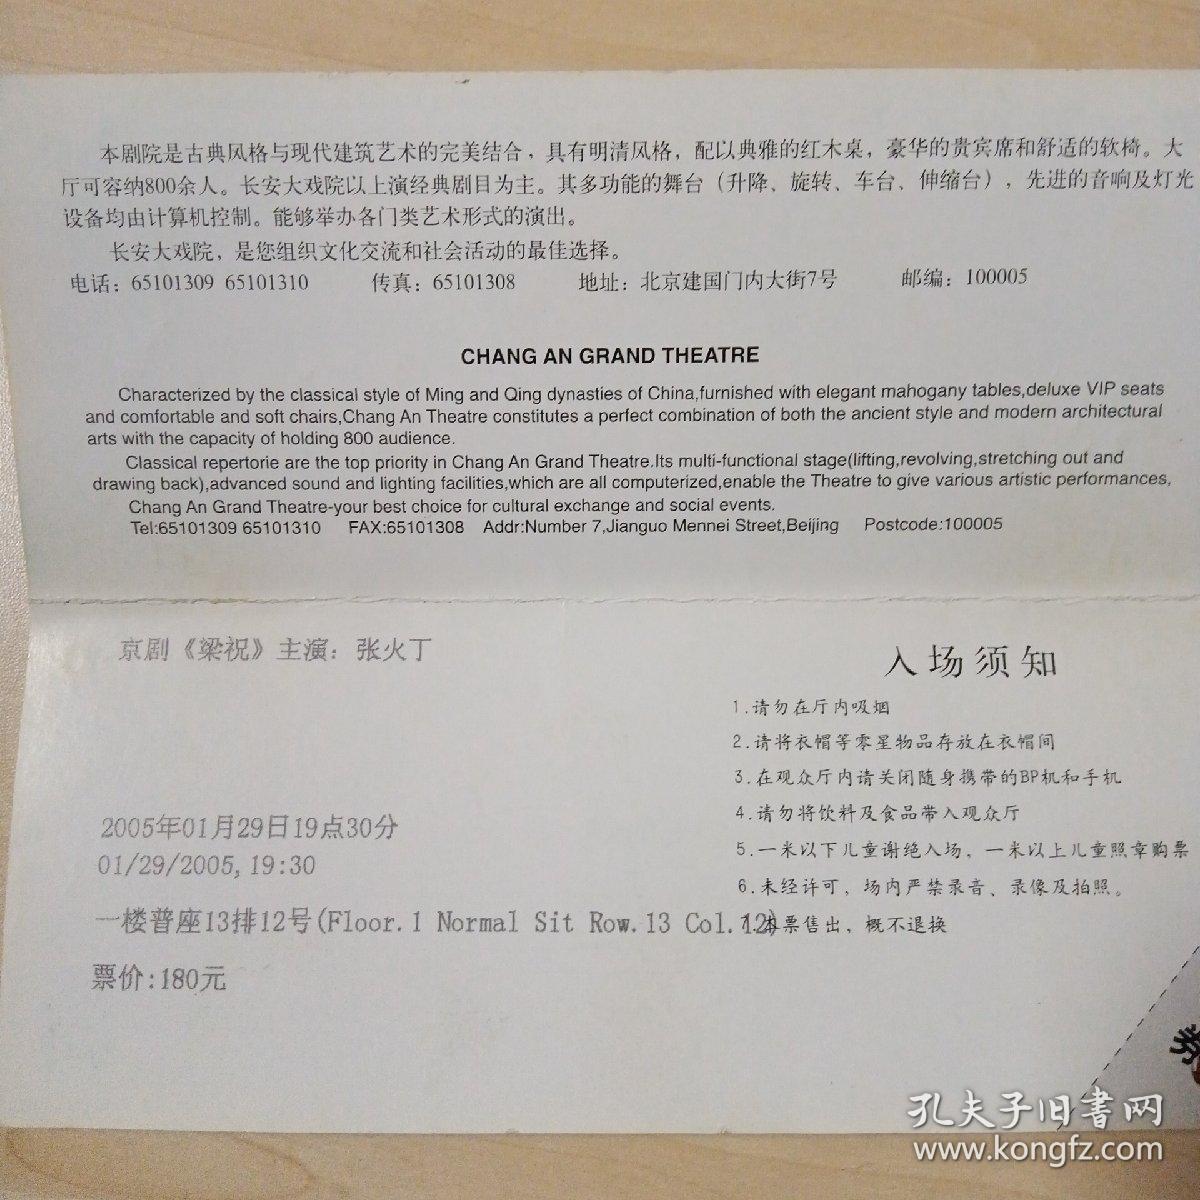 本剧院是古典风格与现代建筑艺术的完美结合，具有明清风格，配以典雅的红木桌，豪华的贵宾席和舒适的软椅。大
厅可容纳800余人。长安大戏院以上演经典剧目为主。其多功能的舞台（升降、旋转、车台、伸缩台），先进的音响及灯光
设备均由计算机控制。能够举办各门类艺术形式的演出。
长安大戏院，是您组织文化交流和社会活动的最佳选择。
电话：65101309 65101310 传真：65101308 地址：北京建国门内大街7号 邮编：100005
CHANG AN GRAND THEATRE
Characterized by the classical style of Ming and Qing dynasties of China,furnished with elegant mahogany tables,deluxe VIP seats
and comfortable and soft chairs,Chang An Theatre constitutes a perfect combination of both the ancient style and modern architectural
arts with the capacity of holding 800 audience.
Classical repertorie are the top priority in Chang An Grand Theatre.Its multi-functional stage(lifting,revolving,stretching out and
drawing back),advanced sound and lighting facilities,which are all computerized,enable the Theatre to give various artistic performances,
Chang An Grand Theatre-your best choice for cultural exchange and social events.
Tel:65101309 65101310 FAX:65101308 Addr:Number 7,Jianguo Mennei Street,Beijing Postcode:100005
京剧《梁祝》主演：张火丁
2005年01月29日19点30分
01/29/2005,19:30
一楼普座13排12号(Floor.1 Normal Sit Row.13 Col.12)
票价:180元
入场须知
1.请勿在厅内吸烟
2.请将衣帽等零星物品存放在衣帽间
3.在观众厅内请关闭随身携带的BP机和手机
4.请勿将饮料及食品带入观众厅
5.一米以下儿童谢绝入场，一米以上儿童照章购票
6.未经许可，场内严禁录音、录像及拍照。
7.本票售出，概不退换
券
孔夫子旧书网
www.kongfz.com